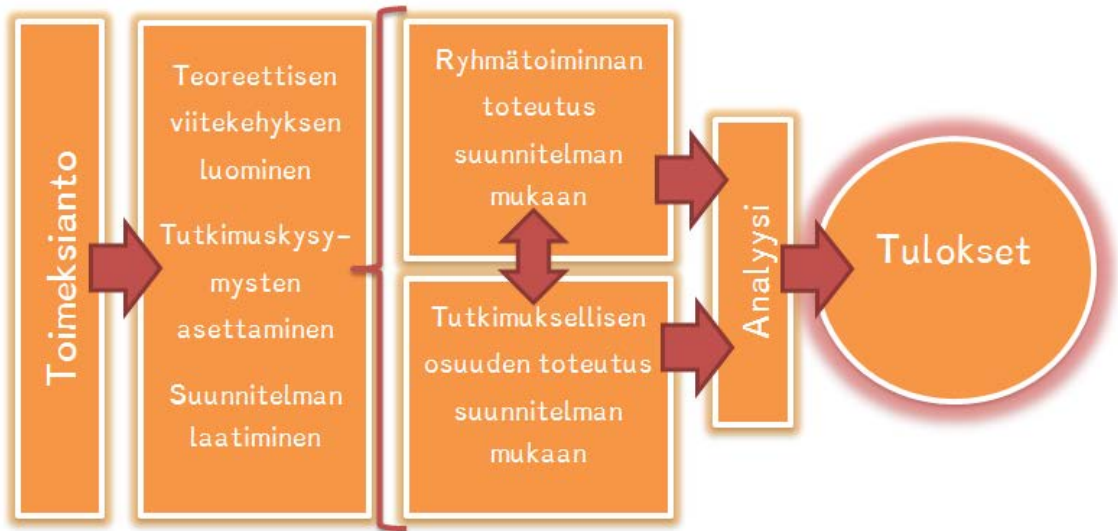 Toimeksianto
Teoreettisen
viitekehyksen
luominen
Tutkimuskysy-
mysten
asettaminen
Suunnitelman
laatiminen
Ryhmätoiminnan
toteutus
suunnitelman
mukaan
Tutkimuksellisen
osuuden toteutus
suunnitelman
mukaan
Analyysi
Tulokset